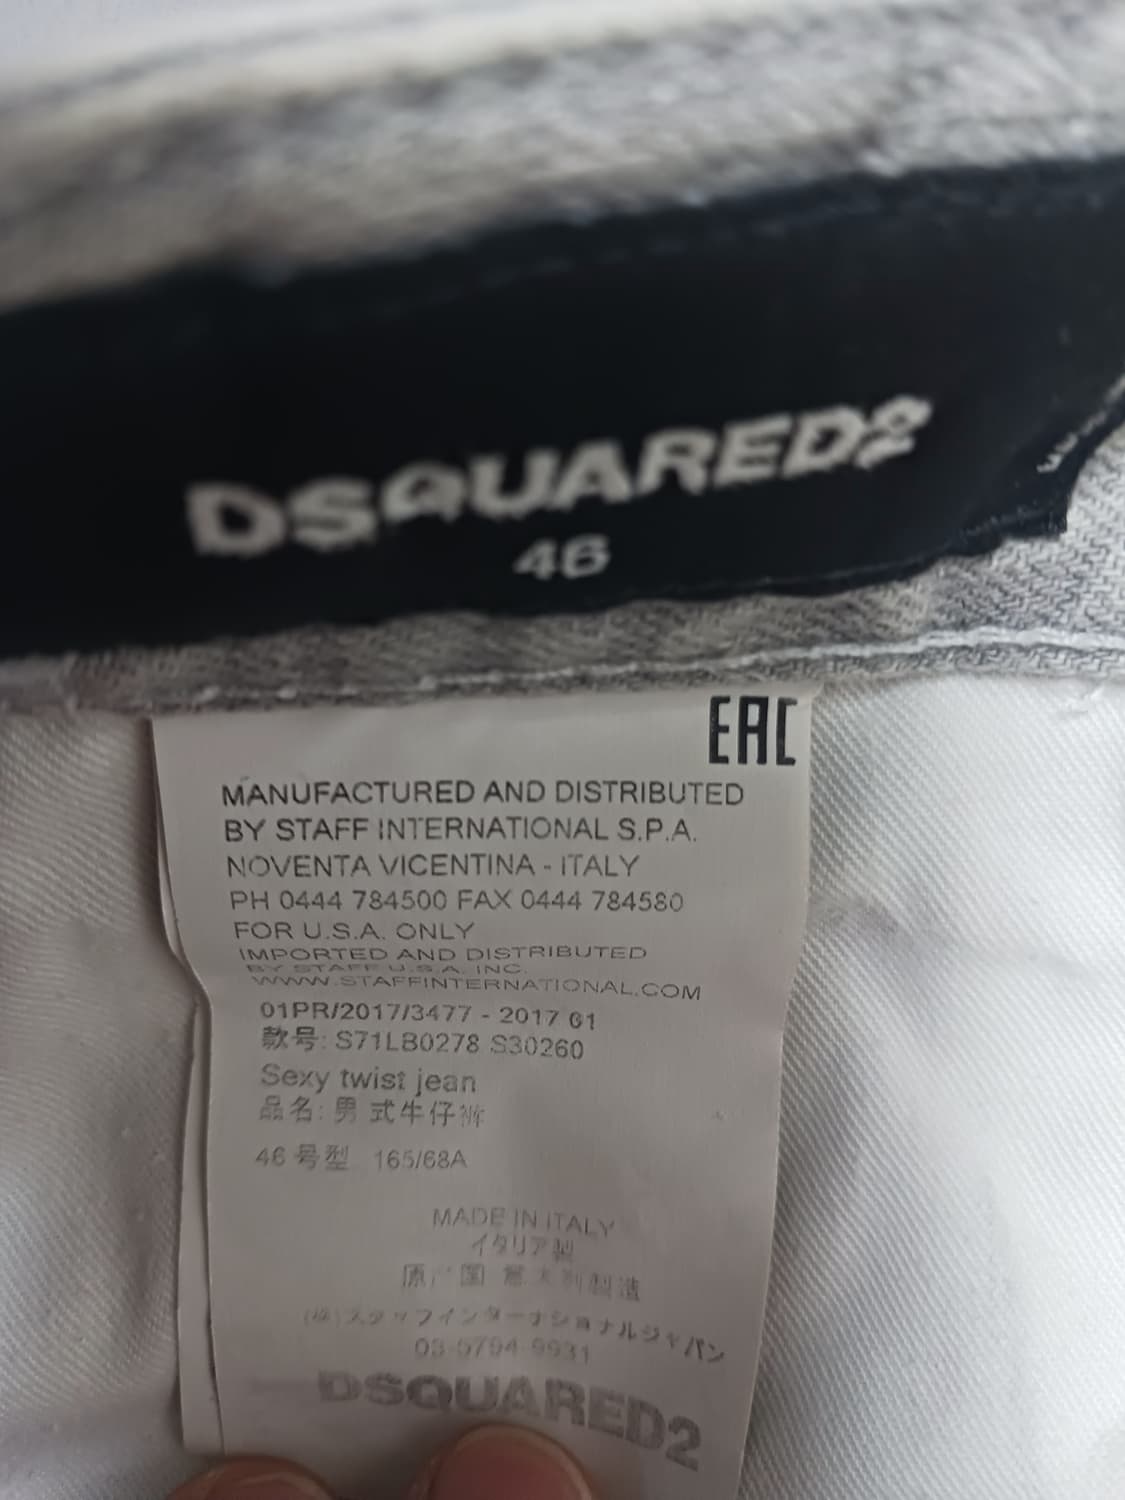 DSQUARED2
46
EAC
MANUFACTURED AND DISTRIBUTED
BY STAFF INTERNATIONAL S.P.A.
NOVENTA VICENTINA - ITALY
PH 0444 784500 FAX 0444 784580
FOR U.S.A. ONLY
IMPORTED AND DISTRIBUTED
BY STAFF U.S.A. INC.
WWW.STAFFINTERNATIONAL.COM
01PR/2017/3477 - 2017 01
款号: S71LB0278 S30260
Sexy twist jean
品名: 男式牛仔裤
46 号型 165/68A
MADE IN ITALY
イタリア製
原产国 意大利制造
(株)スタッフインターナショナルジャパン
03-5794-9931
DSQUARED2